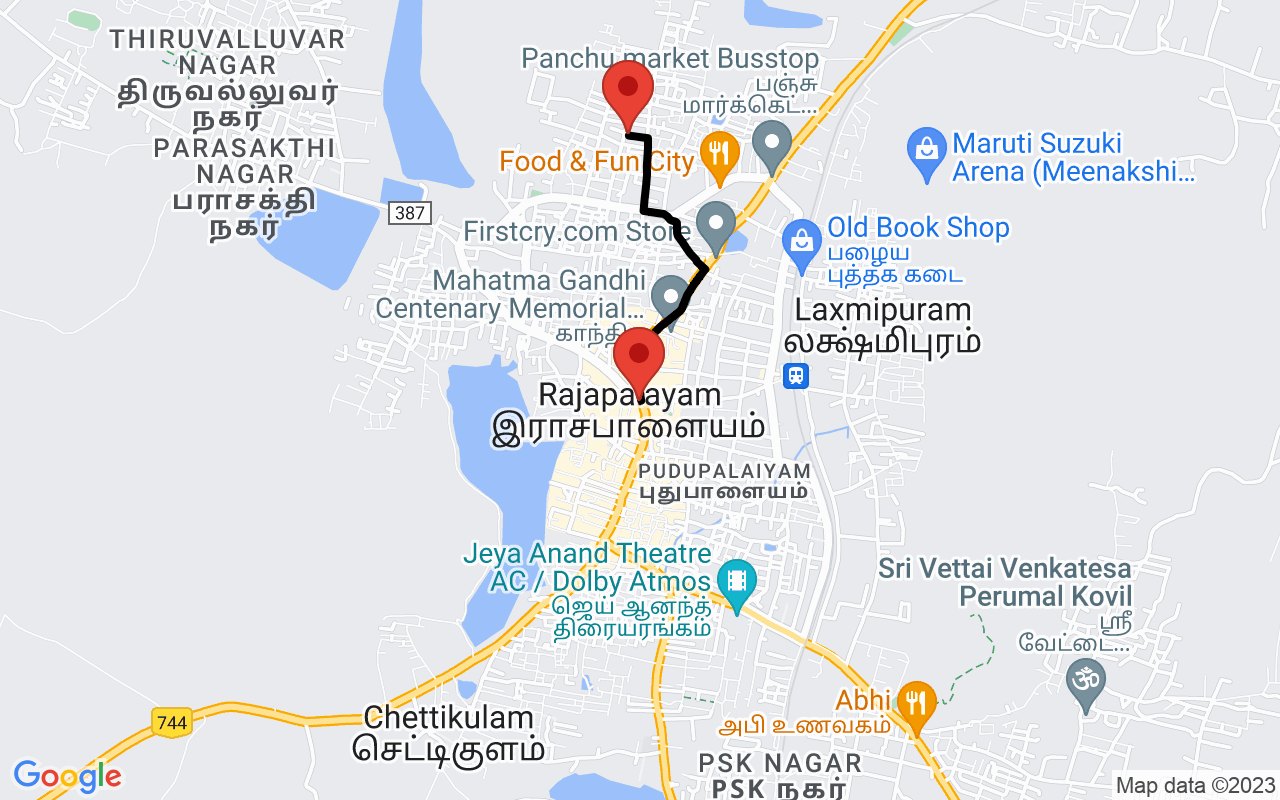 THIRUVALLUVAR
NAGAR
திருவல்லுவர்
நகர்
PARASAKTHI
NAGAR
பராசக்தி
நகர்
387
Panchu market Busstop
பஞ்சு
மார்க்கெட்...
Food & Fun City
Maruti Suzuki
Arena (Meenakshi...
Firstcry.com Store
Old Book Shop
பழைய
புத்தக கடை
Mahatma Gandhi
Centenary Memorial...
காந்தி
Laxmipuram
லக்ஷ்மிபுரம்
Rajapalayam
இராசபாளையம்
PUDUPALAIYAM
புதுபாளையம்
Jeya Anand Theatre
AC / Dolby Atmos
ஜெய் ஆனந்த்
திரையரங்கம்
Sri Vettai Venkatesa
Perumal Kovil
ஸ்ரீ
வேட்டை...
Abhi
அபி உணவகம்
744
Chettikulam
செட்டிகுளம்
PSK NAGAR
PSK நகர்
Google
Map data ©2023